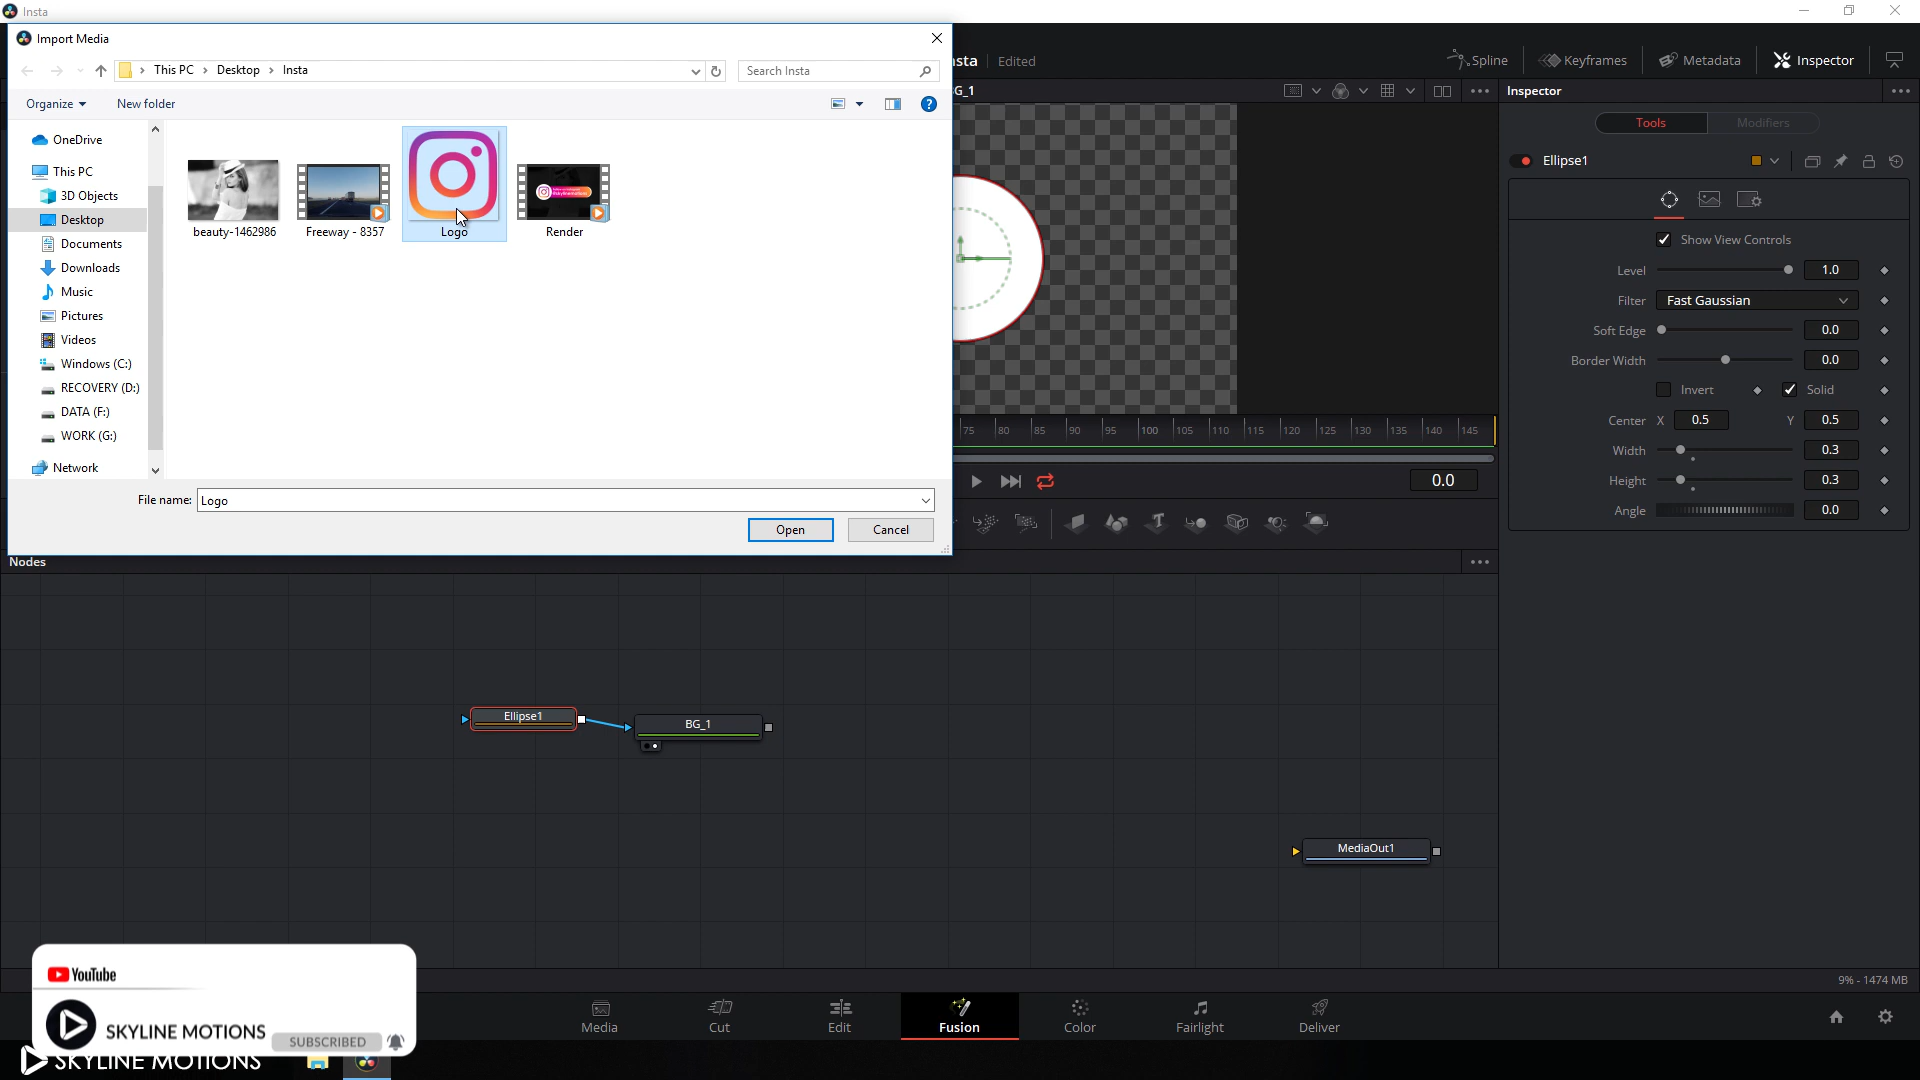 Insta
Import Media
This PC
Desktop
Insta
Search Insta
Organize
New folder
OneDrive
This PC
3D Objects
Desktop
Documents
Downloads
Music
Pictures
Videos
Windows (C:)
RECOVERY (D:)
DATA (F:)
WORK (G:)
Network
beauty-1462986
Freeway - 8357
Logo
Render
File name:
Logo
Open
Cancel
nsta
Edited
Spline
Keyframes
Metadata
Inspector
G_1
Inspector
Tools
Modifiers
Ellipse1
Show View Controls
Level
1.0
Filter
Fast Gaussian
Soft Edge
0.0
Border Width
0.0
Invert
Solid
Center X 0.5 Y 0.5
Width
0.3
Height
0.3
Angle
0.0
75 80 85 90 95 100 105 110 115 120 125 130 135 140 145
0.0
Nodes
Ellipse1
BG_1
MediaOut1
9% - 1474 MB
YouTube
SKYLINE MOTIONS
SUBSCRIBED
SKYLINE MOTIONS
Media
Cut
Edit
Fusion
Color
Fairlight
Deliver